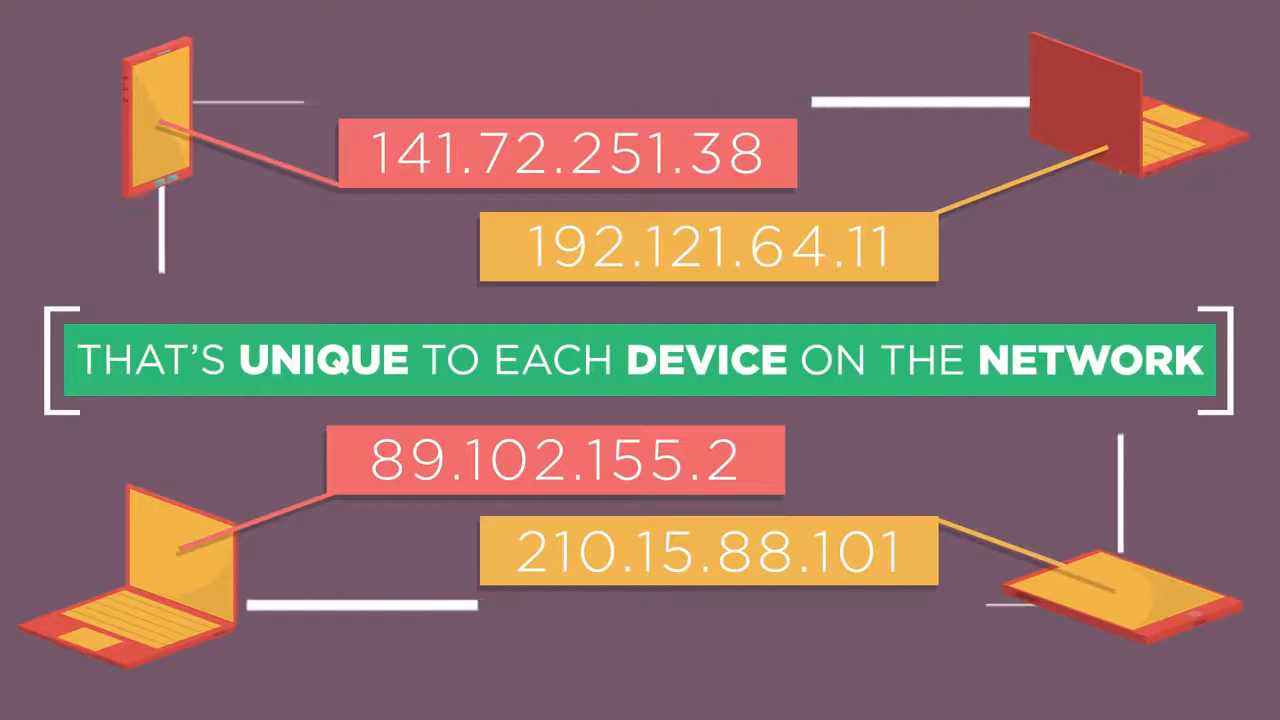 141.72.251.38
192.121.64.11
THAT'S UNIQUE TO EACH DEVICE ON THE NETWORK
89.102.155.2
210.15.88.101